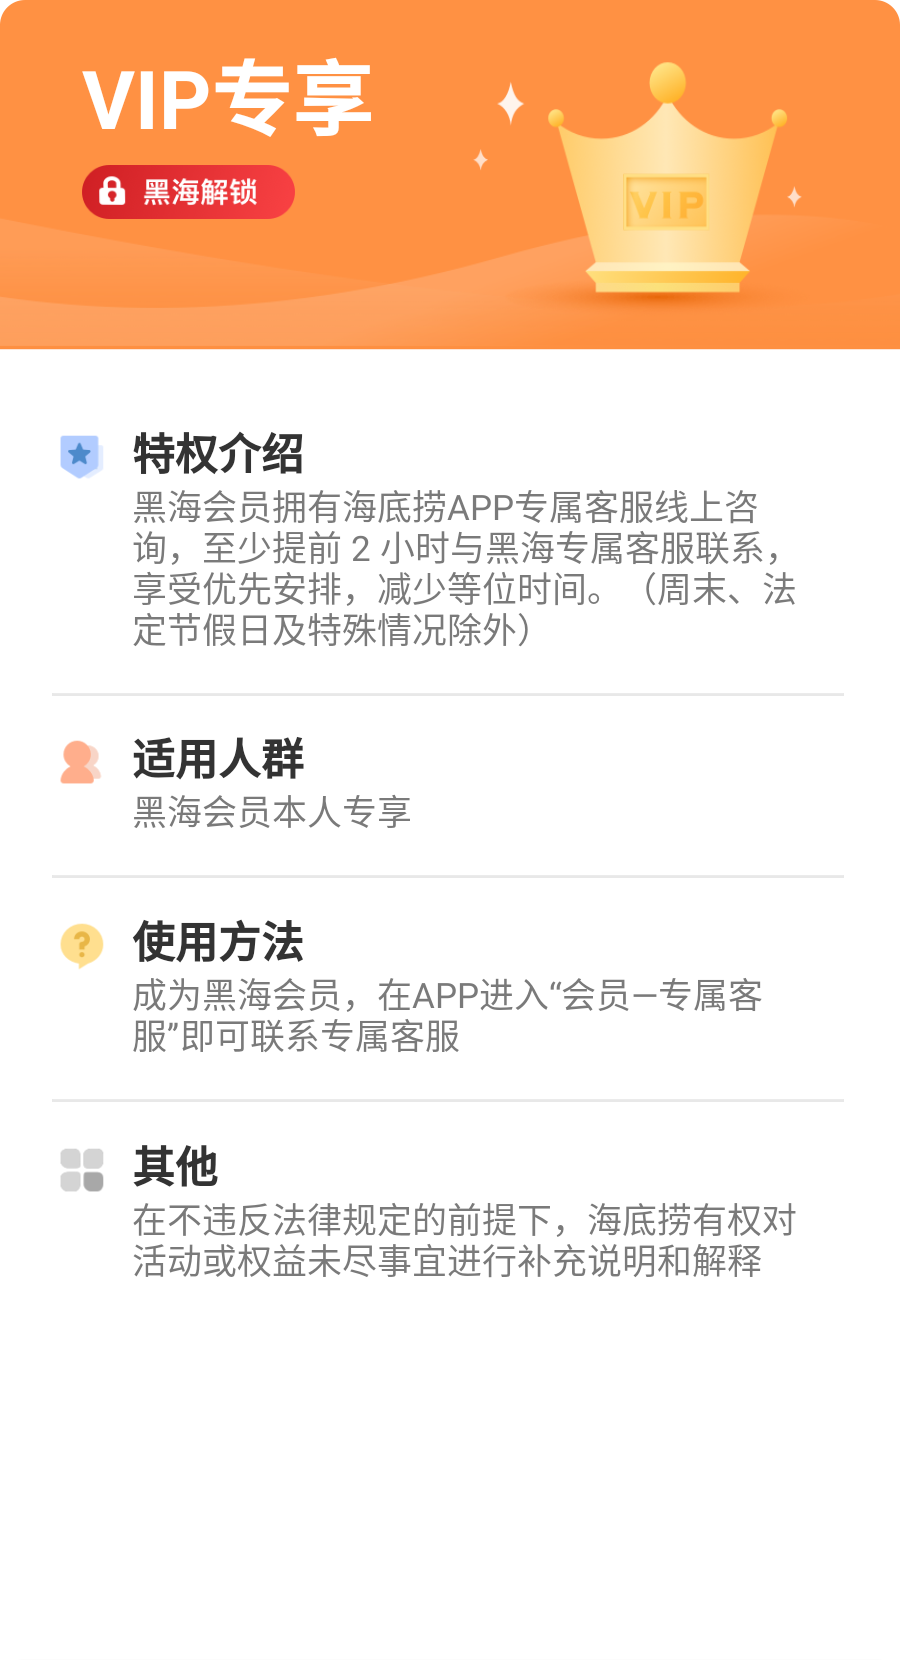 VIP专享
黑海解锁
VIP
特权介绍
黑海会员拥有海底捞APP专属客服线上咨
询，至少提前 2 小时与黑海专属客服联系，
享受优先安排，减少等位时间。（周末、法
定节假日及特殊情况除外）
适用人群
黑海会员本人专享
使用方法
成为黑海会员，在APP进入“会员—专属客
服”即可联系专属客服
其他
在不违反法律规定的前提下，海底捞有权对
活动或权益未尽事宜进行补充说明和解释